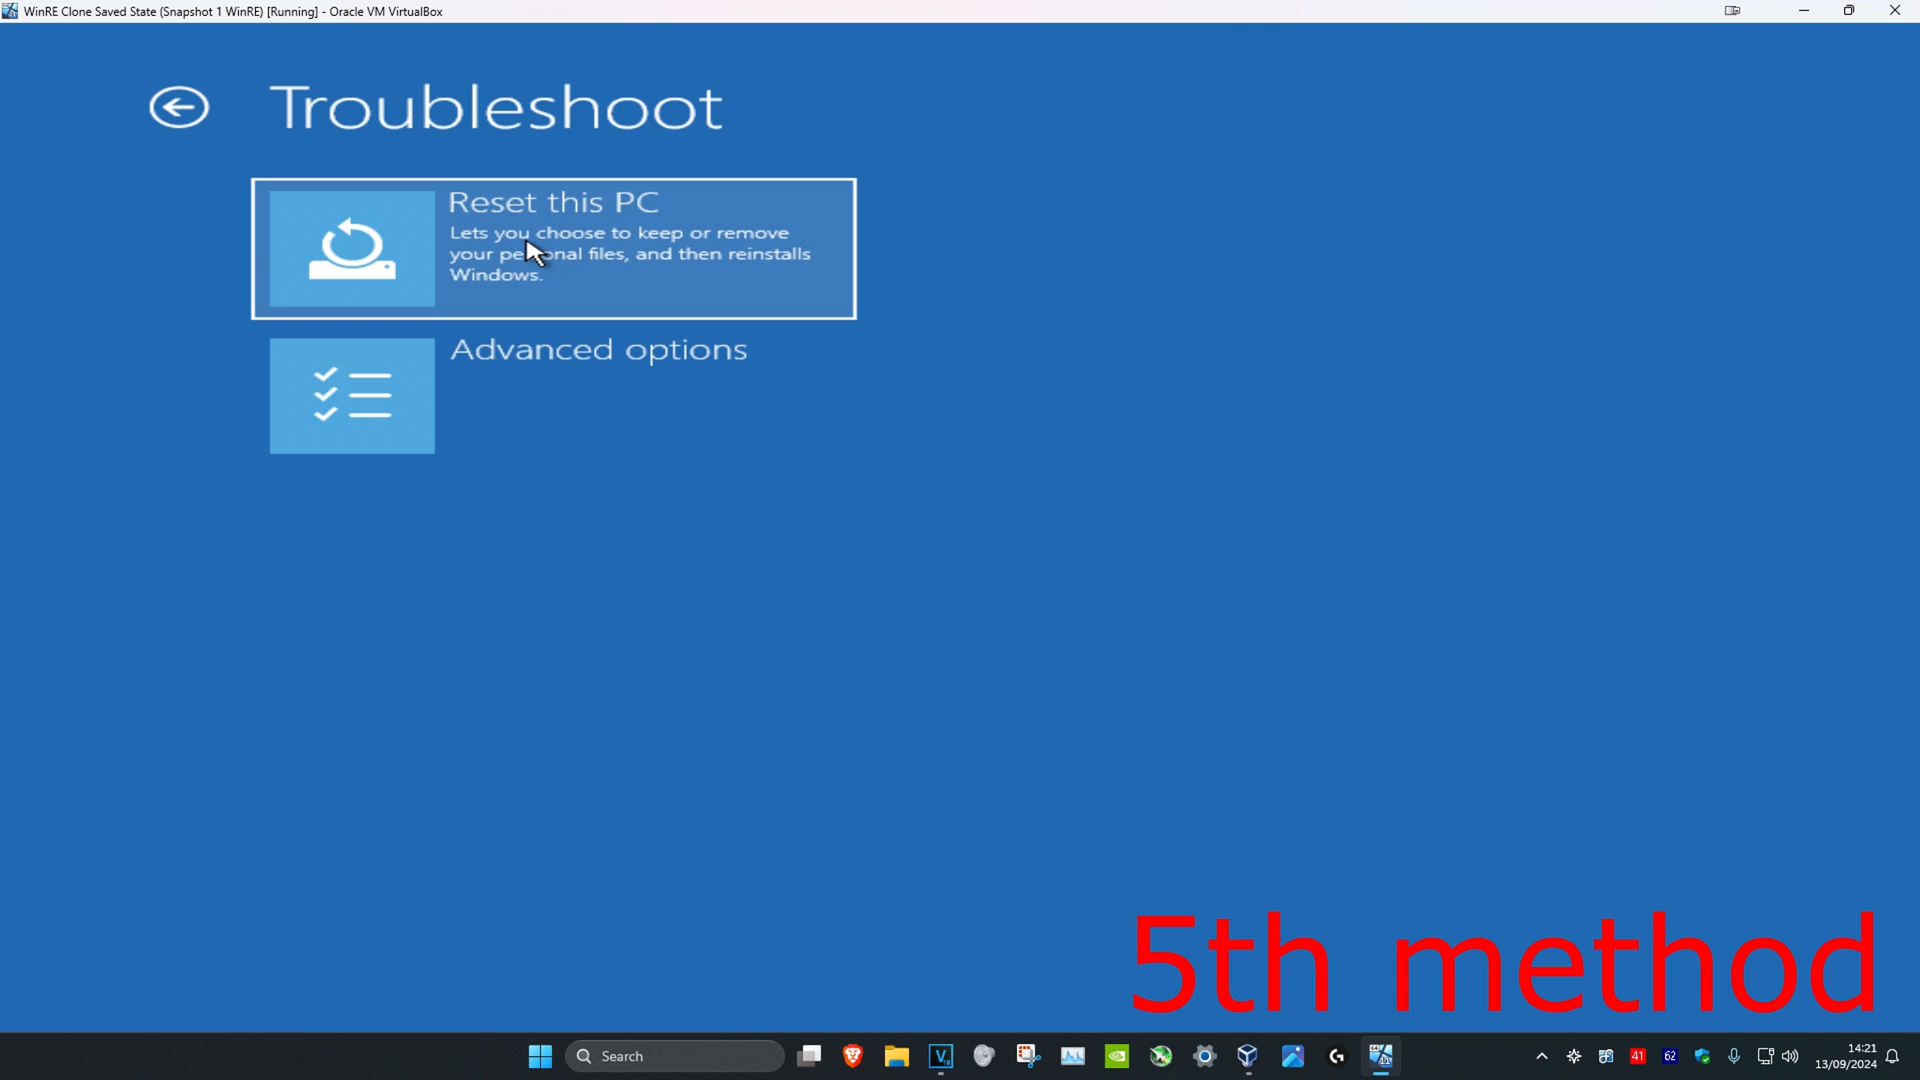 WinRE Clone Saved State (Snapshot 1 WinRE) [Running] - Oracle VM VirtualBox
Troubleshoot
Reset this PC
Lets you choose to keep or remove
your personal files, and then reinstalls
Windows.
Advanced options
5th method
Search
41
62
14:21
13/09/2024